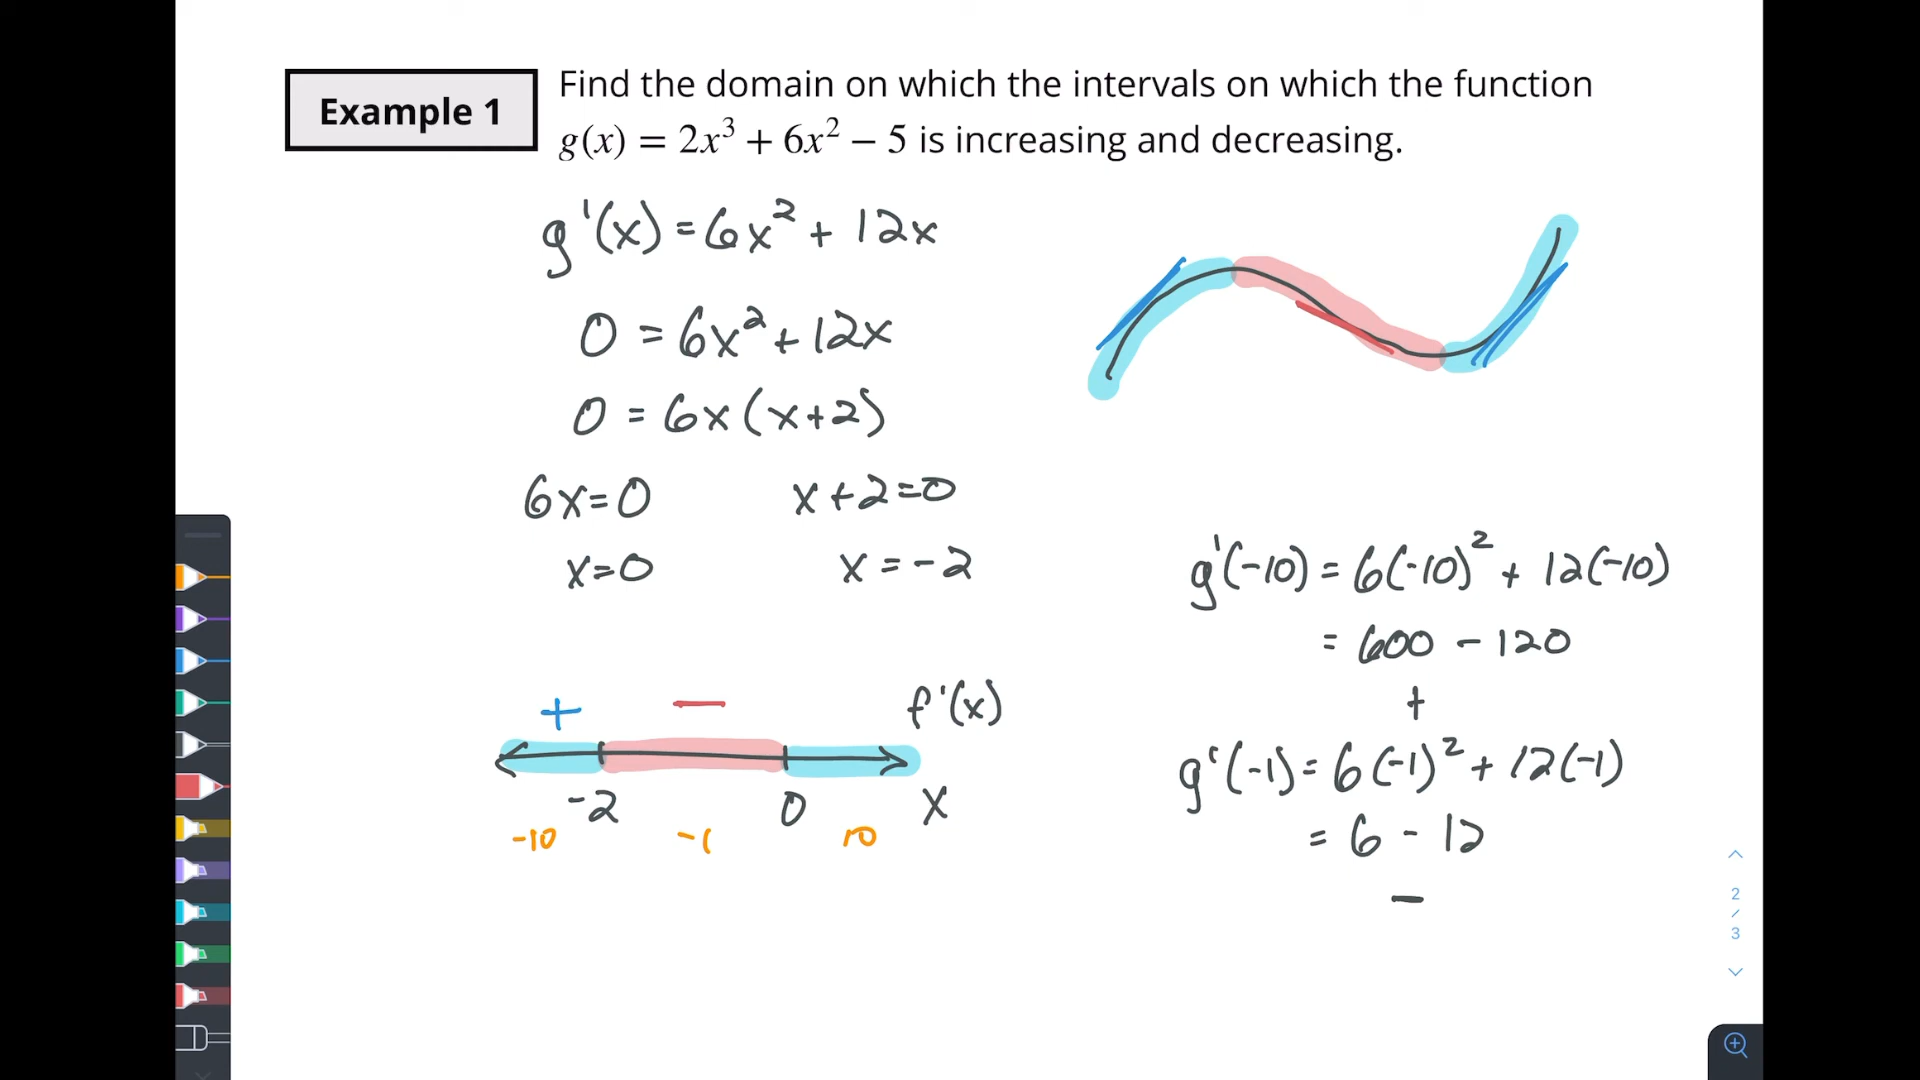 Example 1
Find the domain on which the intervals on which the function
g(x) = 2x³ + 6x² − 5 is increasing and decreasing.
g'(x) = 6x² + 12x
0 = 6x² + 12x
0 = 6x(x+2)
6x=0
x+2=0
x=0
x = -2
+
—
f'(x)
-2
0
x
-10
-1
10
g'(-10) = 6(-10)² + 12(-10)
= 600 - 120
+
g'(-1) = 6(-1)² + 12(-1)
= 6 - 12
—
2
/
3